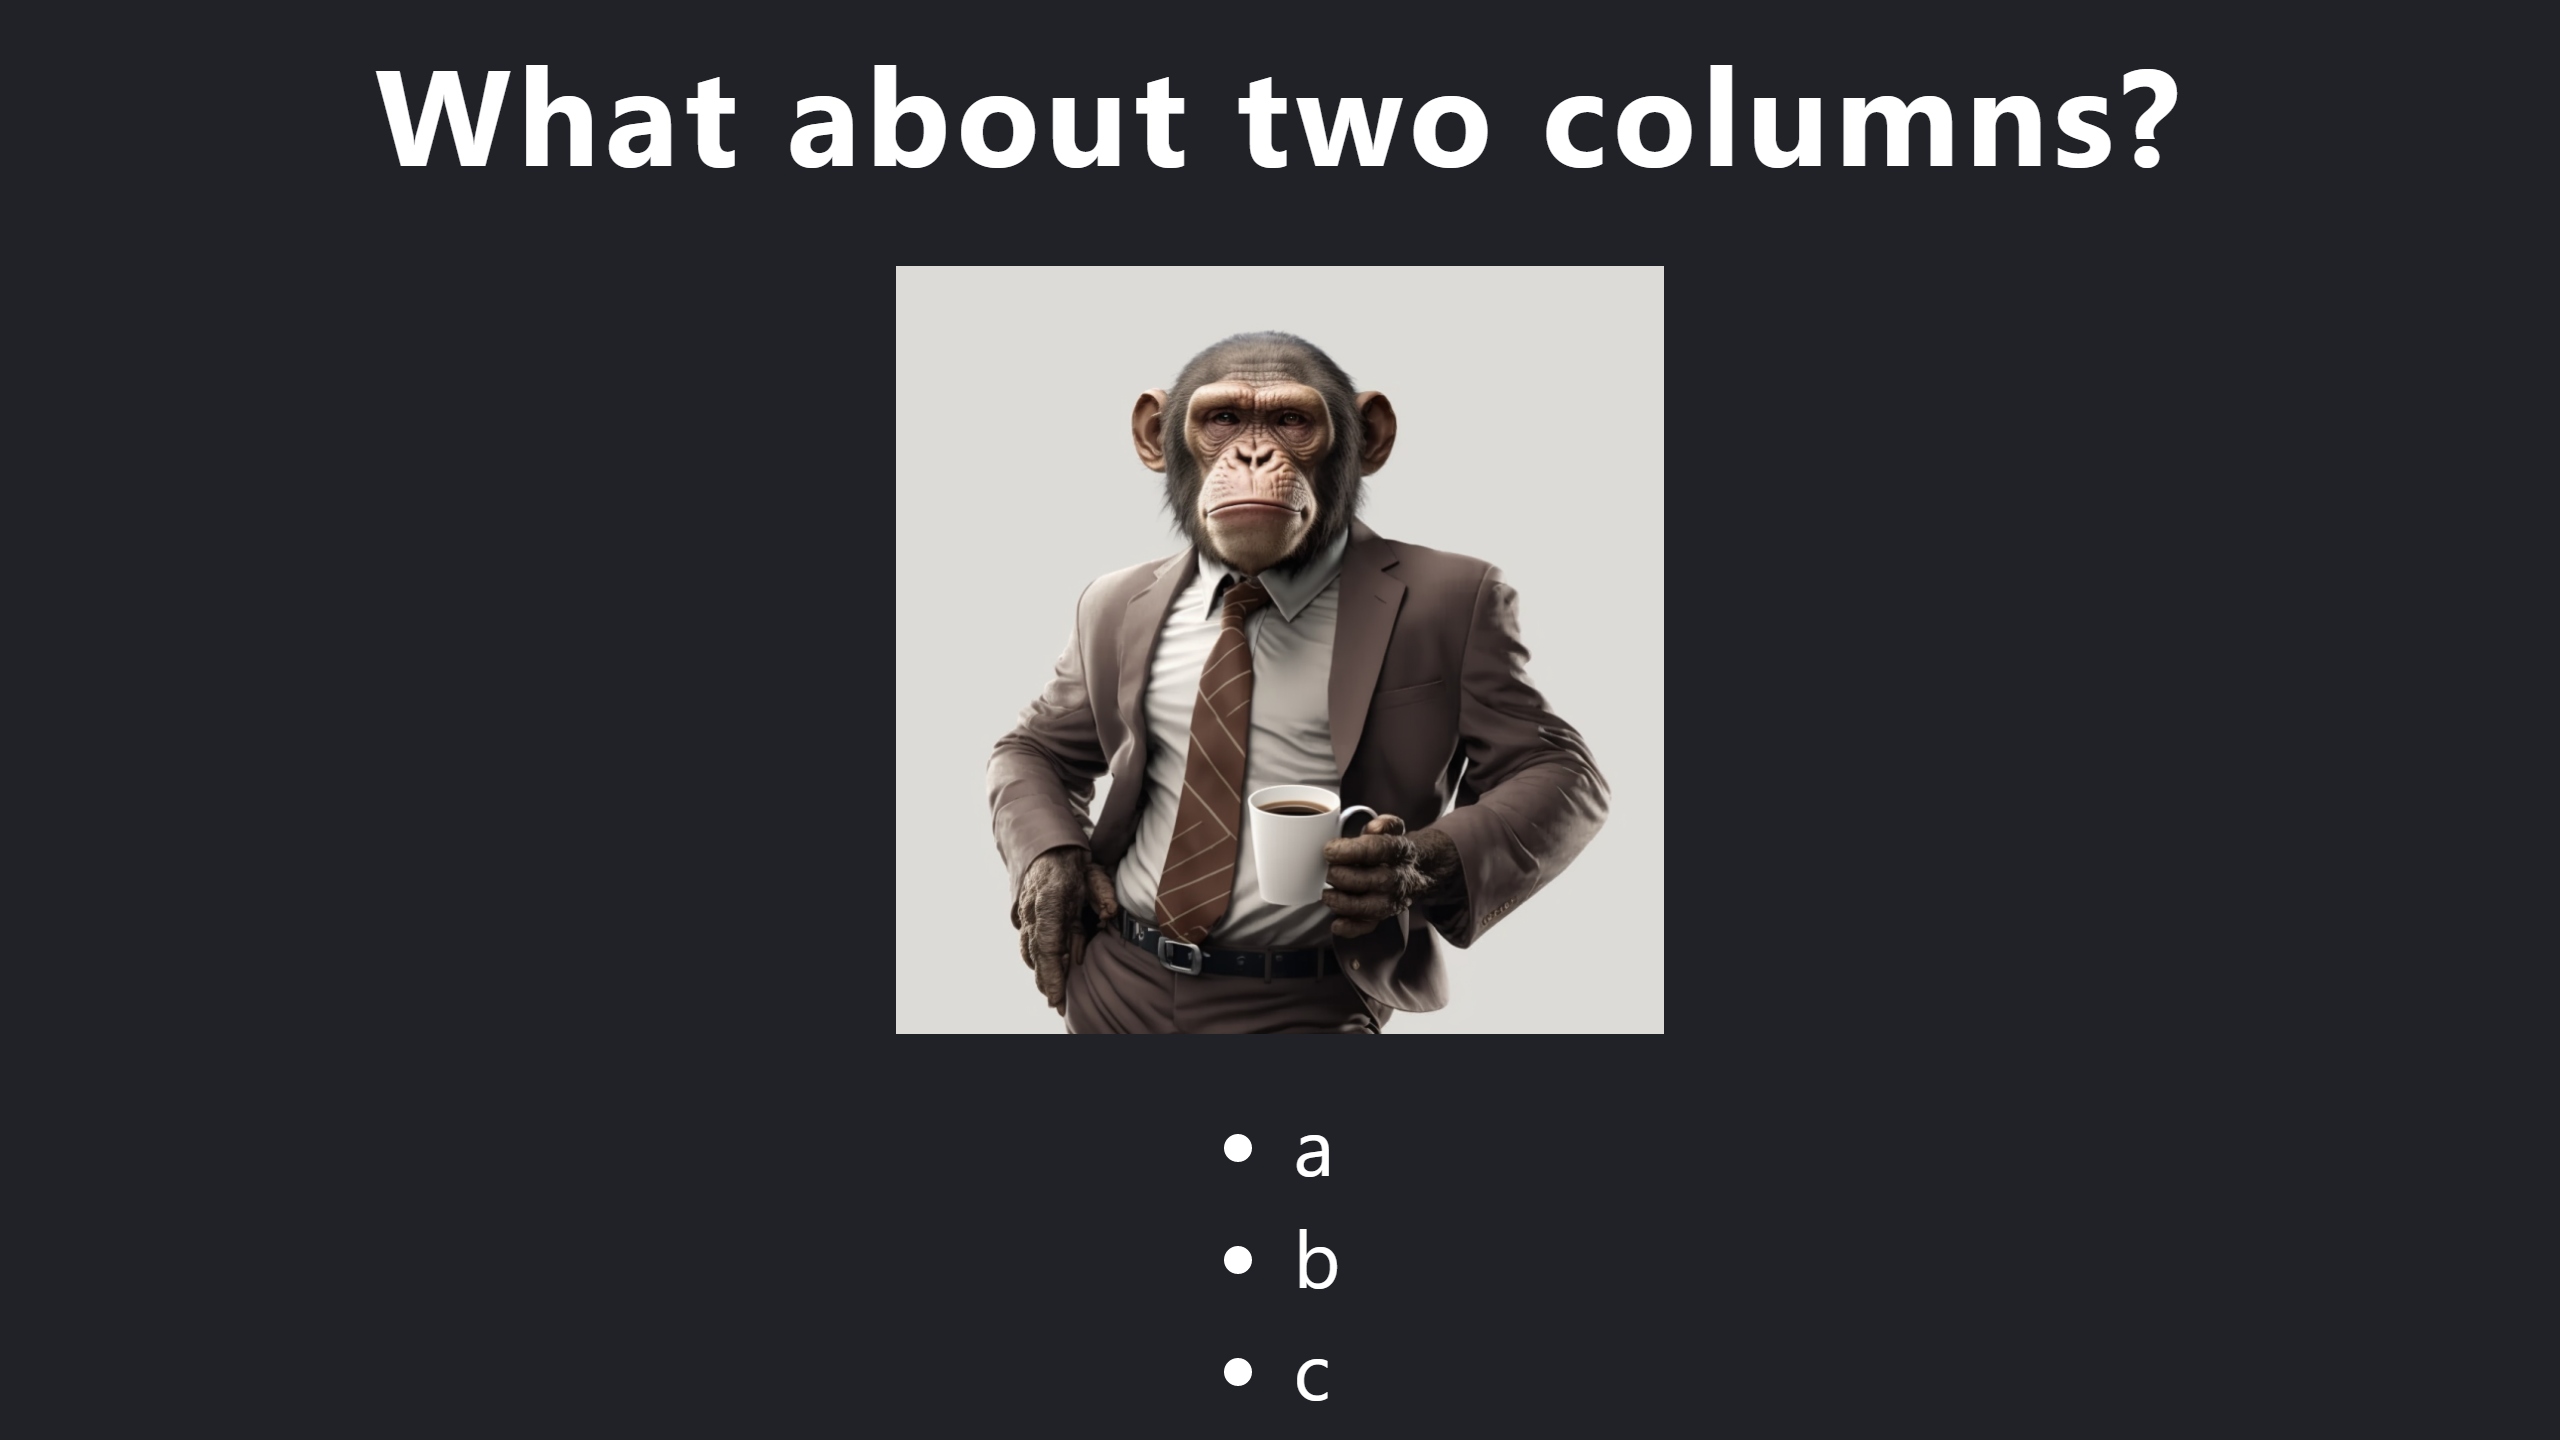 What about two columns?
• a
• b
• c